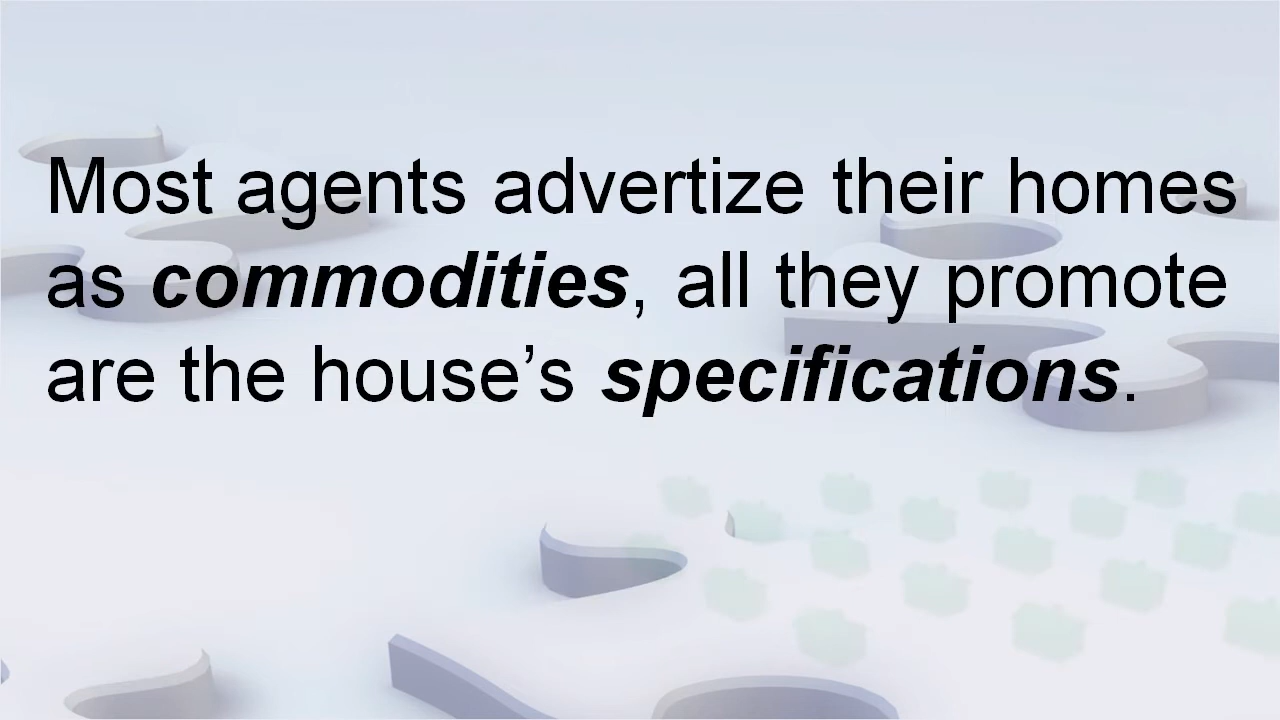 Most agents advertize their homes
as commodities, all they promote
are the house’s specifications.